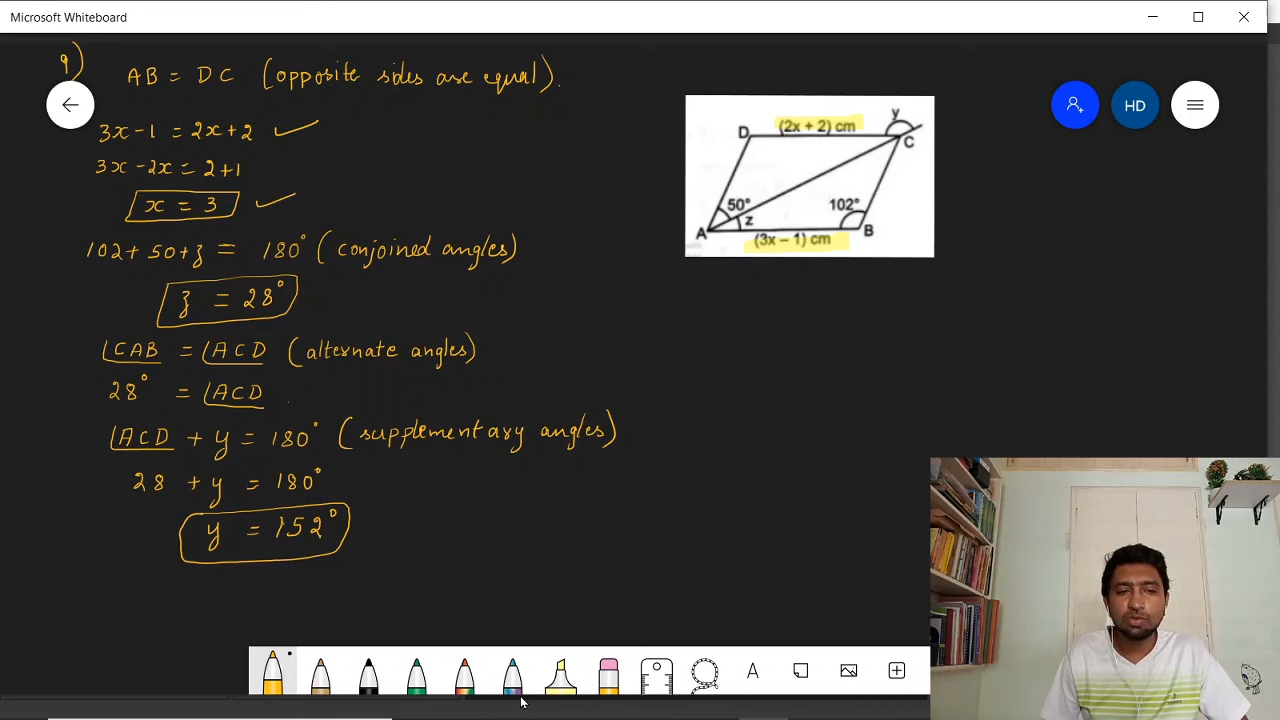 Microsoft Whiteboard
9)
AB = DC (opposite sides are equal).
3x-1 = 2x+2
3x-2x = 2+1
x = 3
102+50+z = 180° (conjoined angles)
z = 28°
∠CAB = ∠ACD (alternate angles)
28° = ∠ACD
∠ACD + y = 180° (supplementary angles)
28 + y = 180°
y = 152°
y
D (2x + 2) cm C
50° 102°
z
A B
(3x – 1) cm
HD
A